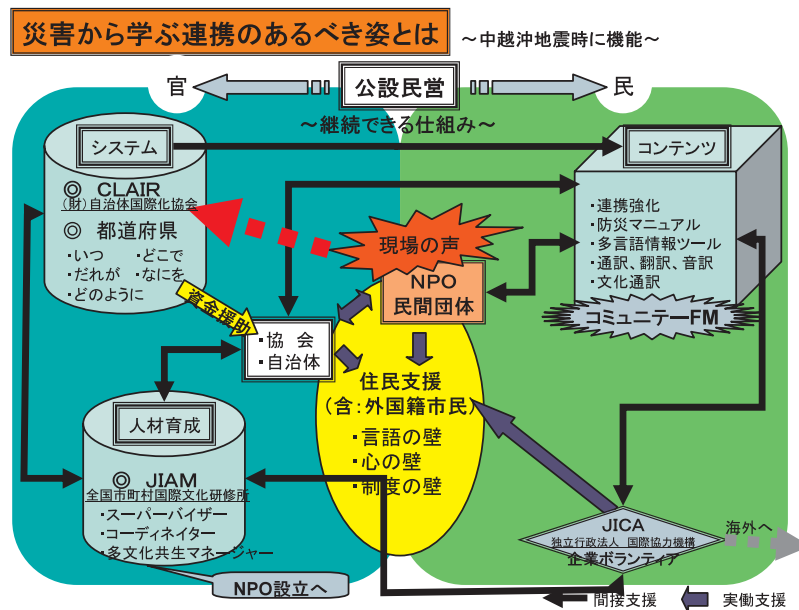 災害から学ぶ連携のあるべき姿とは
～中越沖地震時に機能～
官
公設民営
民
～継続できる仕組み～
システム
◎ CLAIR
(財)自治体国際化協会
◎ 都道府県
・いつ ・どこで
・だれが ・なにを
・どのように
資金援助
コンテンツ
・連携強化
・防災マニュアル
・多言語情報ツール
・通訳、翻訳、音訳
・文化通訳
コミュニテーFM
現場の声
NPO
民間団体
・協 会
・自治体
住民支援
(含:外国籍市民)
・言語の壁
・心の壁
・制度の壁
人材育成
◎ JIAM
全国市町村国際文化研修所
・スーパーバイザー
・コーディネイター
・多文化共生マネージャー
NPO設立へ
JICA
独立行政法人 国際協力機構
企業ボランティア
海外へ
間接支援
実働支援